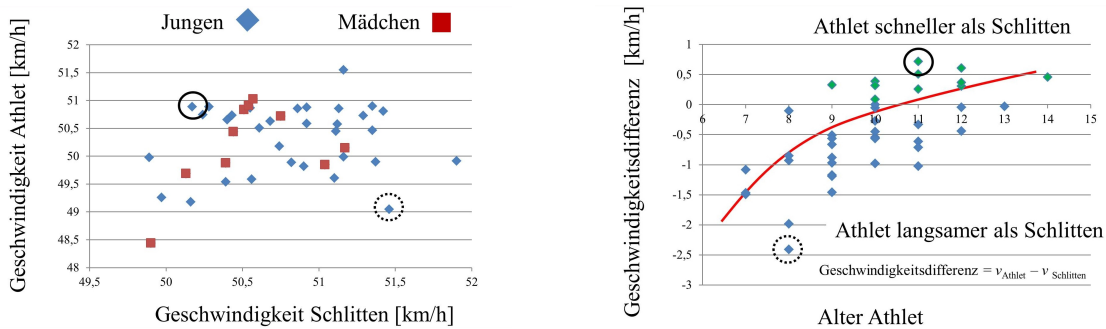 Jungen
Mädchen
Geschwindigkeit Athlet [km/h]
52
51,5
51
50,5
50
49,5
49
48,5
48
49,5 50 50,5 51 51,5 52
Geschwindigkeit Schlitten [km/h]
Athlet schneller als Schlitten
Geschwindigkeitsdifferenz [km/h]
1
0,5
0
-0,5
-1
-1,5
-2
-2,5
-3
6 7 8 9 10 11 12 13 14 15
Athlet langsamer als Schlitten
Geschwindigkeitsdifferenz = vAthlet – v Schlitten
Alter Athlet